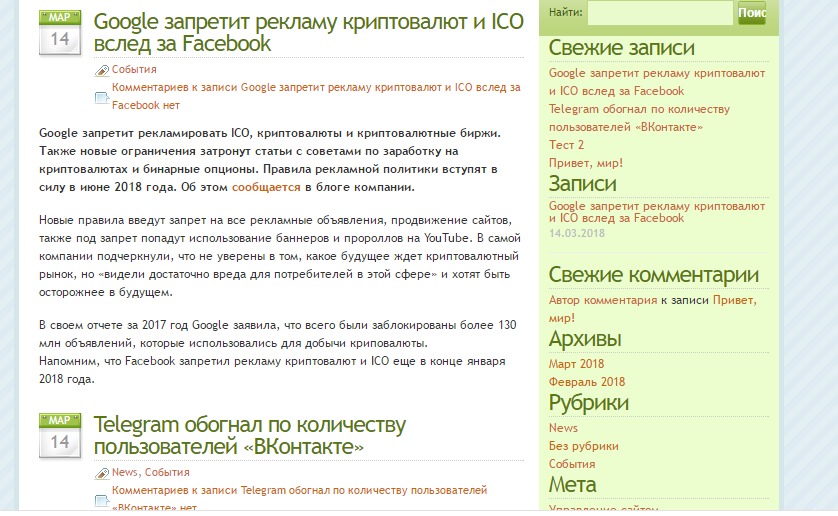 МАР
14
Google запретит рекламу криптовалют и ICO
вслед за Facebook
События
Комментариев к записи Google запретит рекламу криптовалют и ICO вслед за
Facebook нет
Google запретит рекламировать ICO, криптовалюты и криптовалютные биржи.
Также новые ограничения затронут статьи с советами по заработку на
криптовалютах и бинарные опционы. Правила рекламной политики вступят в
силу в июне 2018 года. Об этом сообщается в блоге компании.
Новые правила введут запрет на все рекламные объявления, продвижение сайтов,
также под запрет попадут использование баннеров и пророллов на YouTube. В самой
компании подчеркнули, что не уверены в том, какое будущее ждет криптовалютный
рынок, но «видели достаточно вреда для потребителей в этой сфере» и хотят быть
осторожнее в будущем.
В своем отчете за 2017 год Google заявила, что всего были заблокированы более 130
млн объявлений, которые использовались для добычи криповалюты.
Напомним, что Facebook запретил рекламу криптовалют и ICO еще в конце января
2018 года.
МАР
14
Telegram обогнал по количеству
пользователей «ВКонтакте»
News, События
Комментариев к записи Telegram обогнал по количеству пользователей
«ВКонтакте» нет
Найти:
Поис
Свежие записи
Google запретит рекламу криптовалют
и ICO вслед за Facebook
Telegram обогнал по количеству
пользователей «ВКонтакте»
Тест 2
Привет, мир!
Записи
Google запретит рекламу криптовалют
и ICO вслед за Facebook
14.03.2018
Свежие комментарии
Автор комментария к записи Привет,
мир!
Архивы
Март 2018
Февраль 2018
Рубрики
News
Без рубрики
События
Мета
Управление сайтом